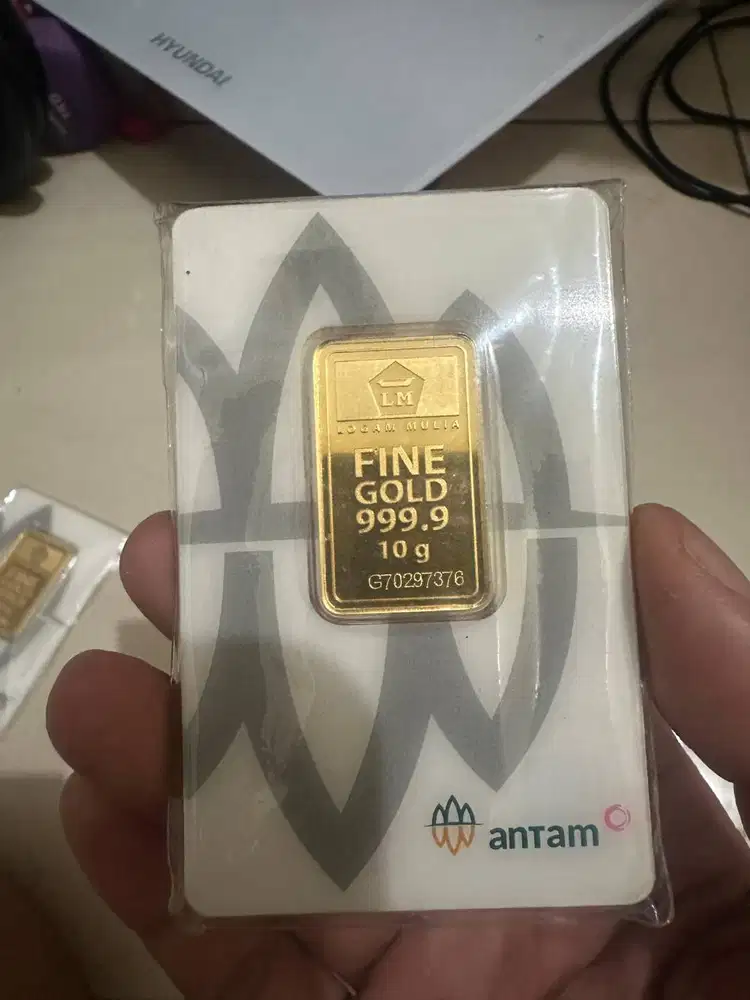 HYUNDAI
LM
LOGAM MULIA
FINE
GOLD
999.9
10 g
G70297376
antam